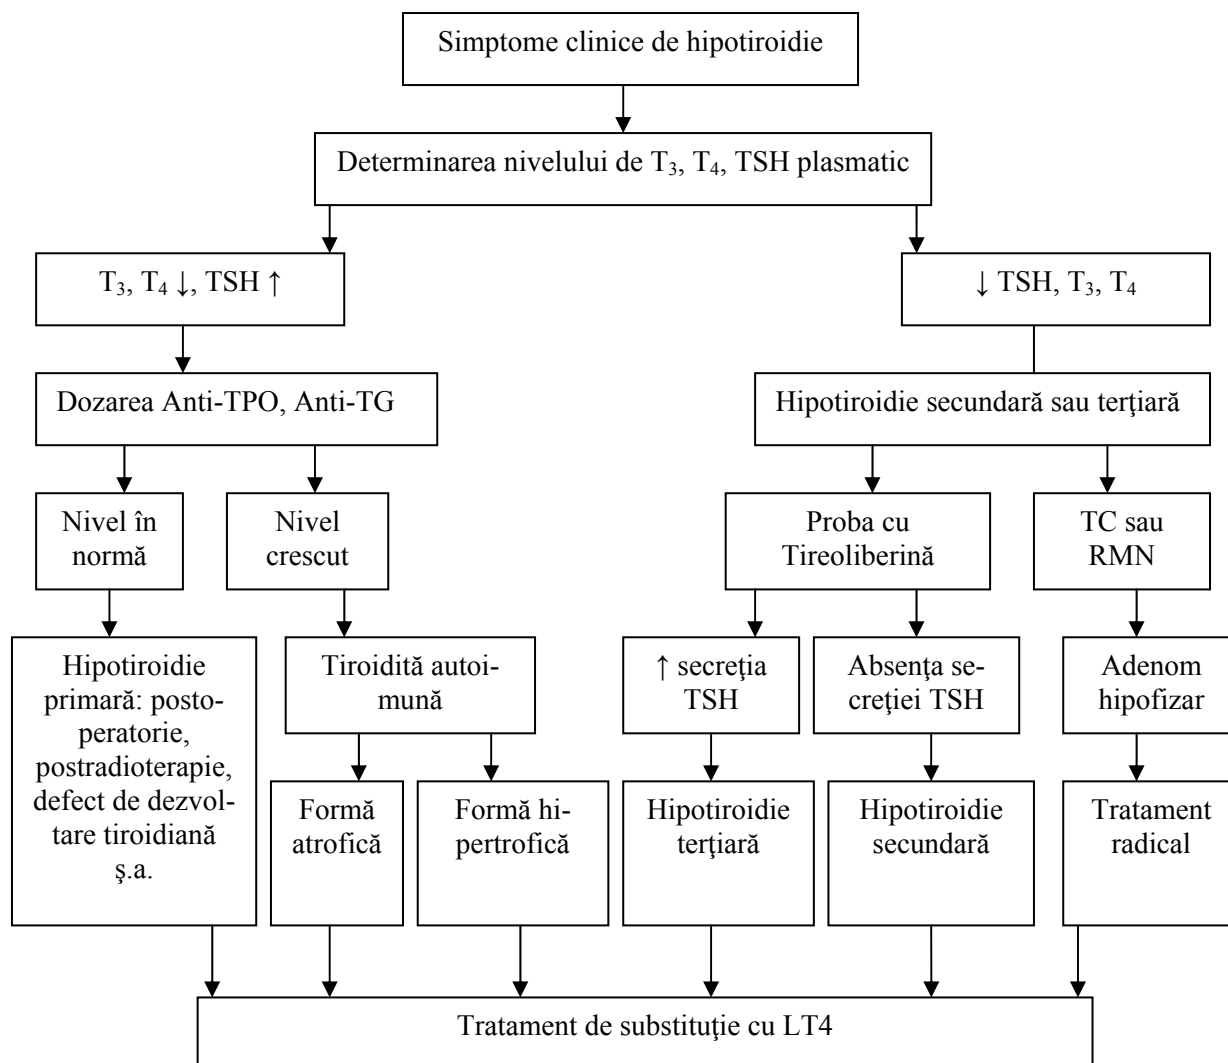 Simptome clinice de hipotiroidie
Determinarea nivelului de T₃, T₄, TSH plasmatic
T₃, T₄ ↓, TSH ↑
↓ TSH, T₃, T₄
Dozarea Anti-TPO, Anti-TG
Hipotiroidie secundară sau terţiară
Nivel în
normă
Nivel
crescut
Proba cu
Tireoliberină
TC sau
RMN
Hipotiroidie
primară: posto-
peratorie,
postradioterapie,
defect de dezvol-
tare tiroidiană
ş.a.
Tiroidită autoi-
mună
↑ secreţia
TSH
Absenţa se-
creţiei TSH
Adenom
hipofizar
Formă
atrofică
Formă hi-
pertrofică
Hipotiroidie
terţiară
Hipotiroidie
secundară
Tratament
radical
Tratament de substituţie cu LT4